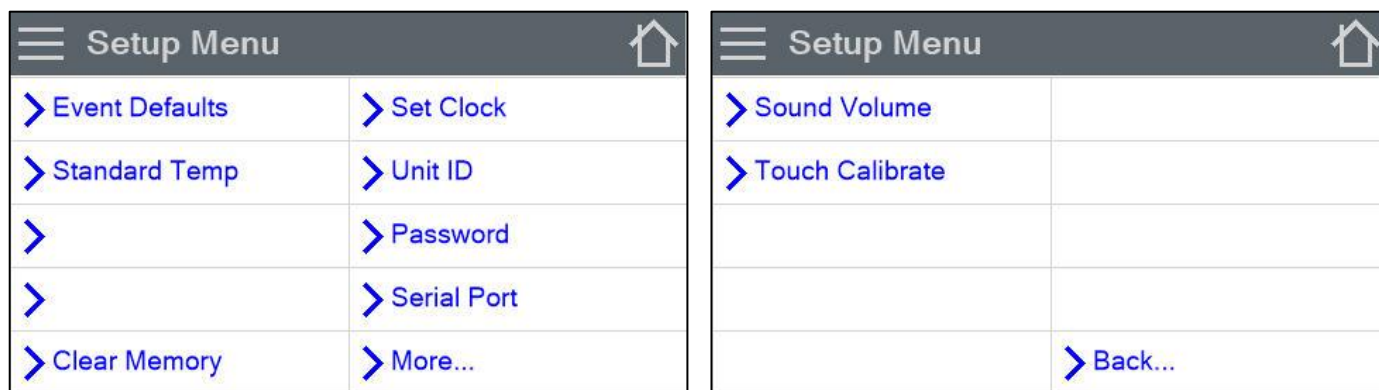 Setup Menu
Event Defaults
Set Clock
Standard Temp
Unit ID
Password
Serial Port
Clear Memory
More...
Setup Menu
Sound Volume
Touch Calibrate
Back...